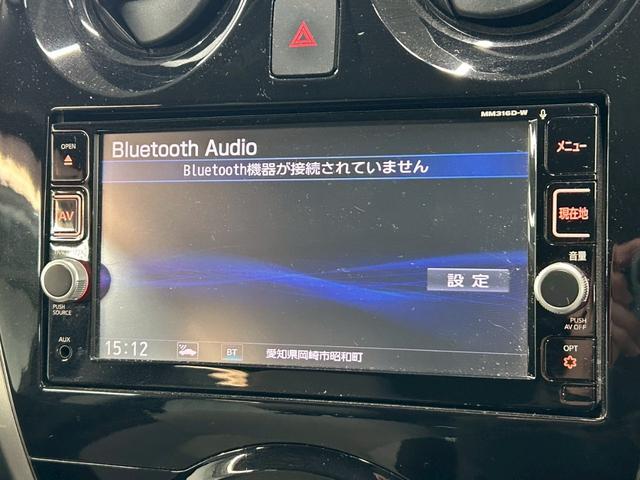 MM316D-W
OPEN
AV
PUSH
SOURCE
AUX
Bluetooth Audio
Bluetooth機器が接続されていません
設定
15:12
BT
愛知県岡崎市昭和町
メニュー
現在地
音量
PUSH
AV OFF
OPT